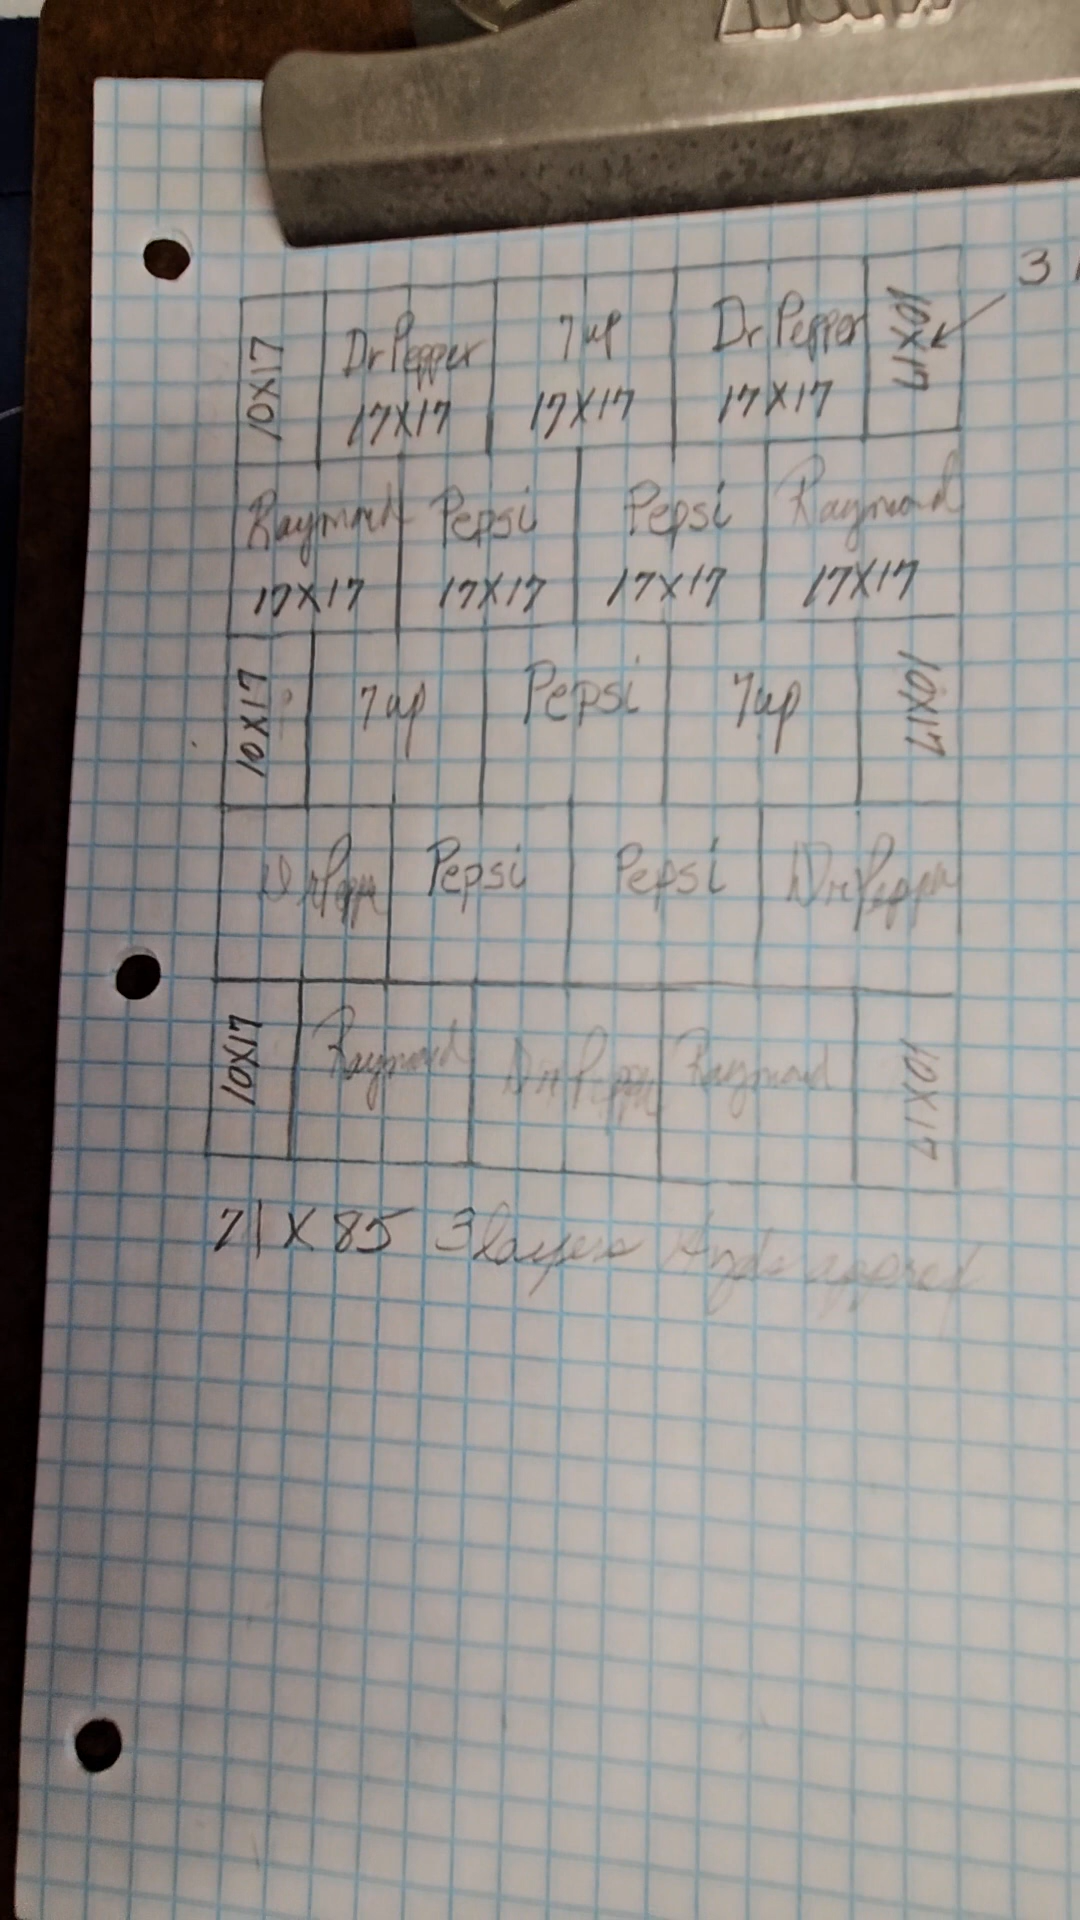 3
10X17 Dr Pepper 7up Dr Pepper 10X17
17X17 17X17 17X17
Raymond Pepsi Pepsi Raymond
17X17 17X17 17X17 17X17
10X17 7up Pepsi 7up 10X17
Dr Pepper Pepsi Pepsi Dr Pepper
10X17 Raymond Dr Pepper Raymond 10X17
71 X 85 3 layers